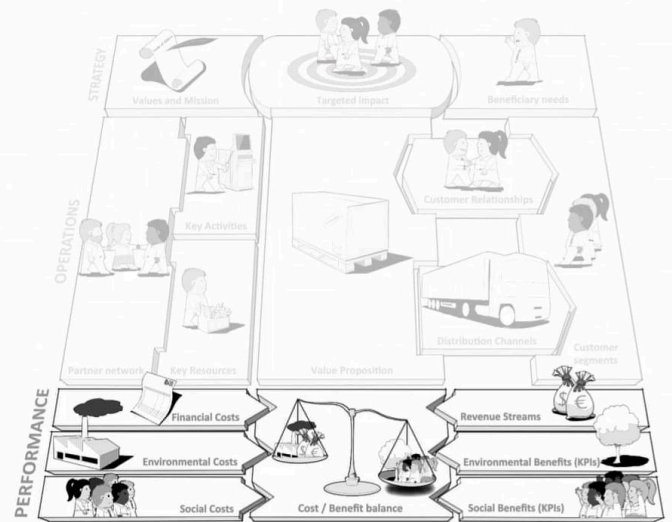 STRATEGY
Values and Mission
Targeted Impact
Beneficiary needs
OPERATIONS
Customer Relationships
Key Activities
Distribution Channels
Partner network
Key Resources
Value Proposition
Customer
segments
PERFORMANCE
Financial Costs
Revenue Streams
$
€
Environmental Costs
Environmental Benefits (KPIs)
Social Costs
Cost / Benefit balance
Social Benefits (KPIs)